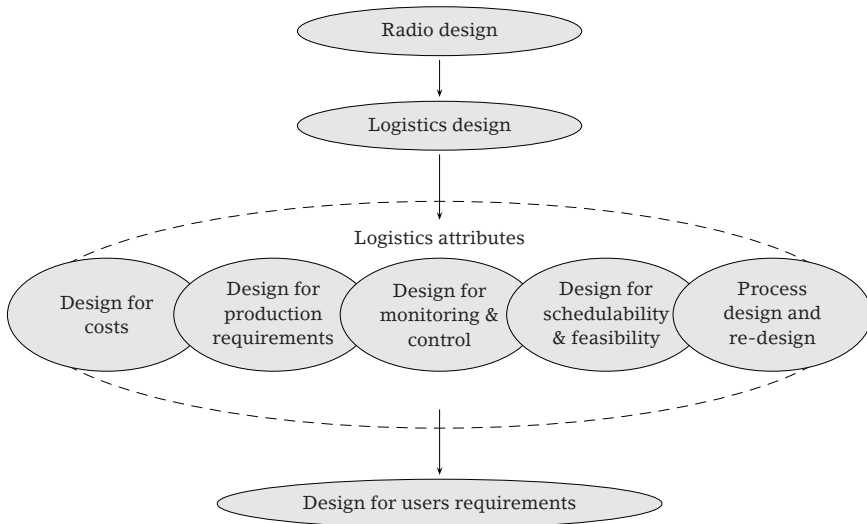 Radio design
Logistics design
Logistics attributes
Design for
costs
Design for
production
requirements
Design for
monitoring &
control
Design for
schedulability
& feasibility
Process
design and
re-design
Design for users requirements